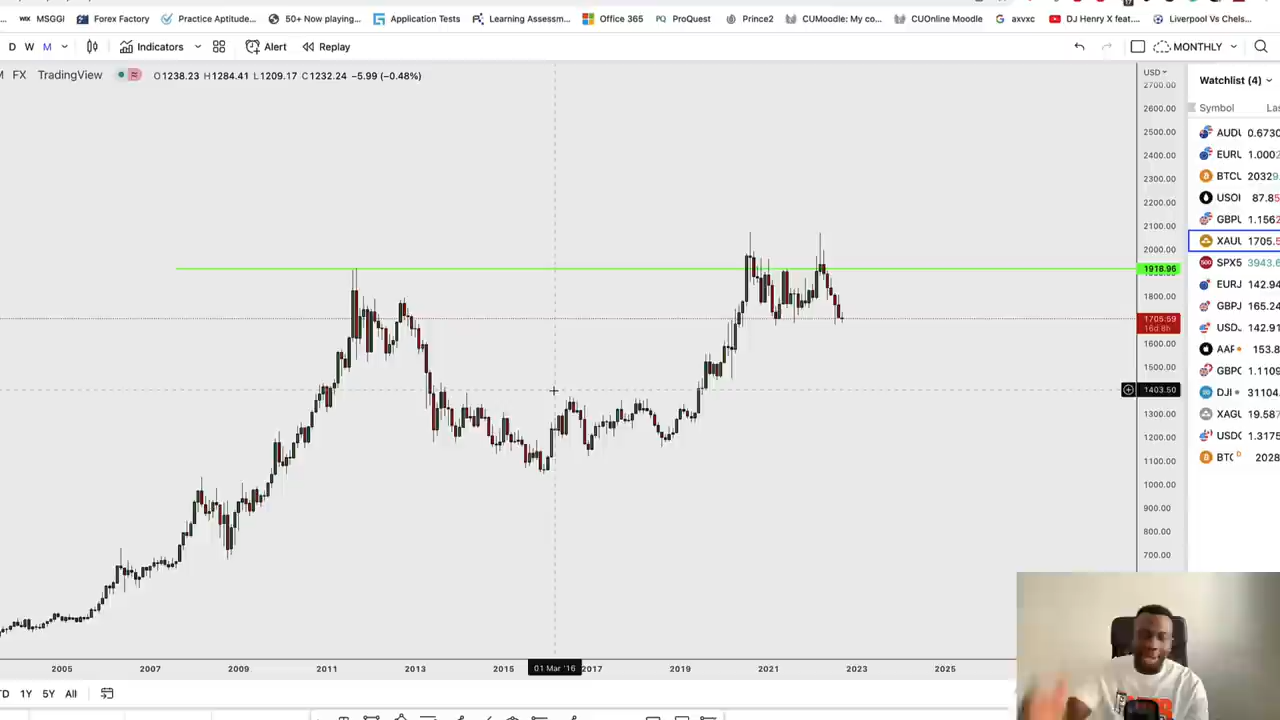 MSGGI Forex Factory Practice Aptitude... 50+ Now playing... Application Tests Learning Assessm... Office 365 ProQuest Prince2 CUMoodle: My co... CUOnline Moodle axvxc DJ Henry X feat.... Liverpool Vs Chels...
D W M Indicators Alert Replay MONTHLY
M FX TradingView O1238.23 H1284.41 L1209.17 C1232.24 -5.99 (-0.48%)
USD
Watchlist (4)
Symbol Las
2700.00
2600.00
2500.00
2400.00
2300.00
2200.00
2000.00
1918.96
1800.00
1705.59
16d 8h
1600.00
1500.00
1403.50
1300.00
1200.00
1100.00
1000.00
900.00
800.00
700.00
AUDU 0.6730
EURU 1.0002
BTCU 20329.
USOI 87.85
GBPU 1.1562
XAUU 1705.5
SPX5 3943.6
EURJ 142.94
GBPJ 165.24
USDJ 142.91
AAP 153.8
GBPC 1.1109
DJI 31104.
XAGU 19.587
USDC 1.3175
BTC D 2028
2005 2007 2009 2011 2013 2015 01 Mar '16 2017 2019 2021 2023 2025
TD 1Y 5Y All